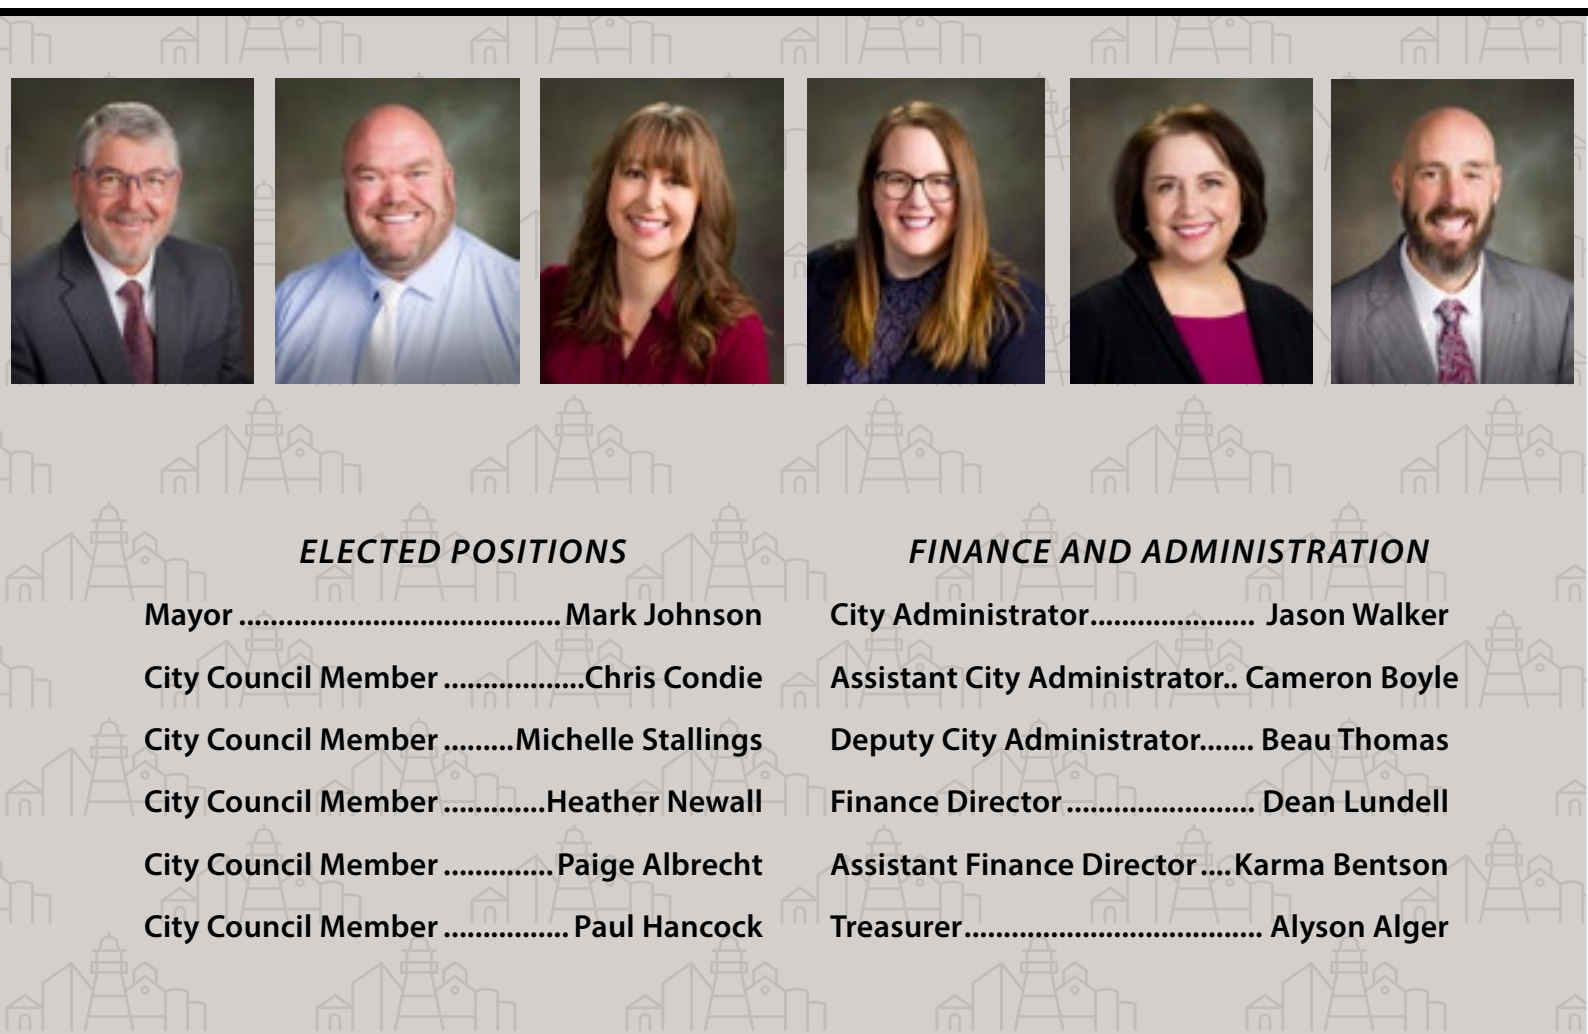 ELECTED POSITIONS
Mayor .........................................Mark Johnson
City Council Member ..................Chris Condie
City Council Member .........Michelle Stallings
City Council Member .............Heather Newall
City Council Member ..............Paige Albrecht
City Council Member ................Paul Hancock
FINANCE AND ADMINISTRATION
City Administrator..................... Jason Walker
Assistant City Administrator.. Cameron Boyle
Deputy City Administrator....... Beau Thomas
Finance Director........................ Dean Lundell
Assistant Finance Director....Karma Bentson
Treasurer...................................... Alyson Alger